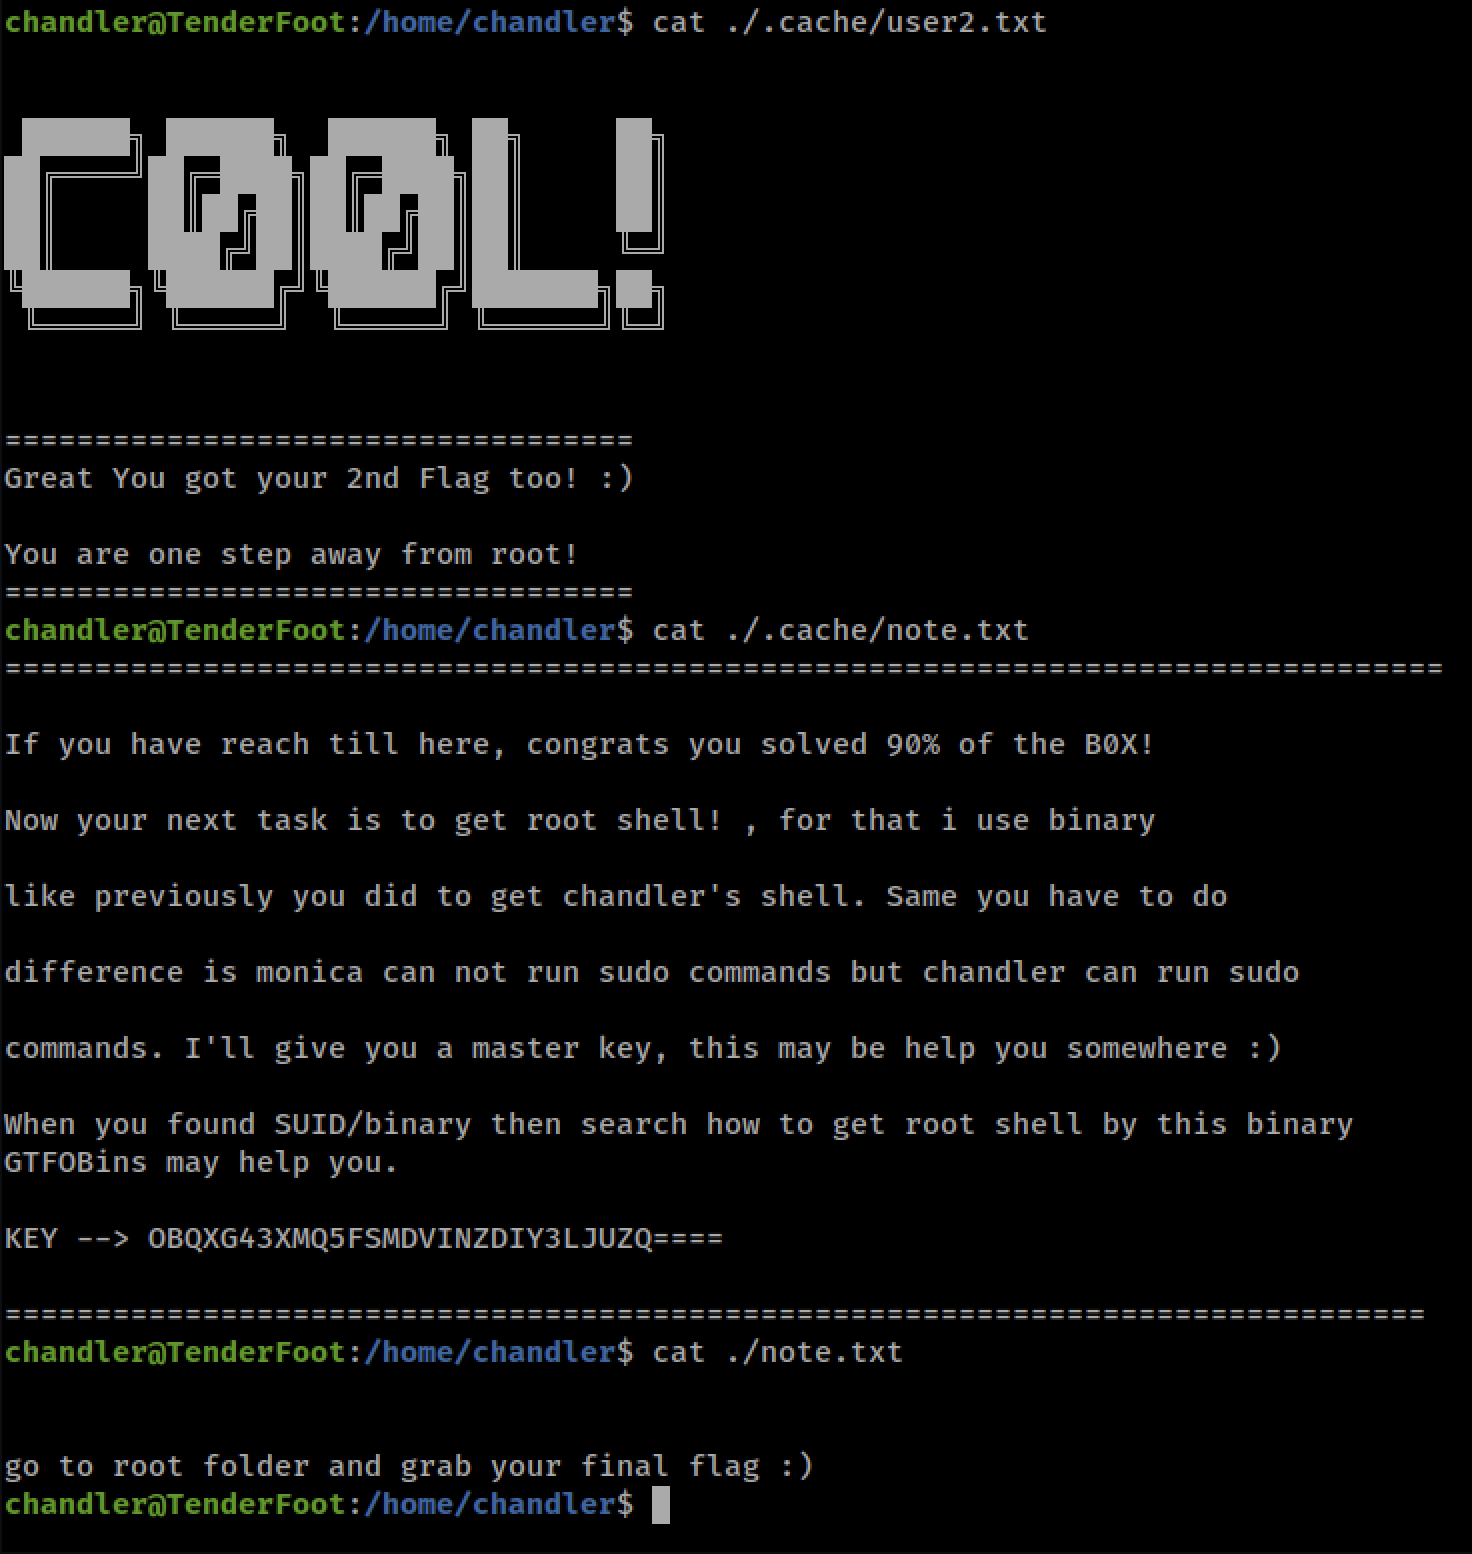 chandler@TenderFoot:/home/chandler$ cat ./.cache/user2.txt
C00L!
===================================
Great You got your 2nd Flag too! :)
You are one step away from root!
===================================
chandler@TenderFoot:/home/chandler$ cat ./.cache/note.txt
================================================================================
If you have reach till here, congrats you solved 90% of the B0X!
Now your next task is to get root shell! , for that i use binary
like previously you did to get chandler's shell. Same you have to do
difference is monica can not run sudo commands but chandler can run sudo
commands. I'll give you a master key, this may be help you somewhere :)
When you found SUID/binary then search how to get root shell by this binary
GTFOBins may help you.
KEY --> OBQXG43XMQ5FSMDVINZDIY3LJUZQ====
===============================================================================
chandler@TenderFoot:/home/chandler$ cat ./note.txt
go to root folder and grab your final flag :)
chandler@TenderFoot:/home/chandler$